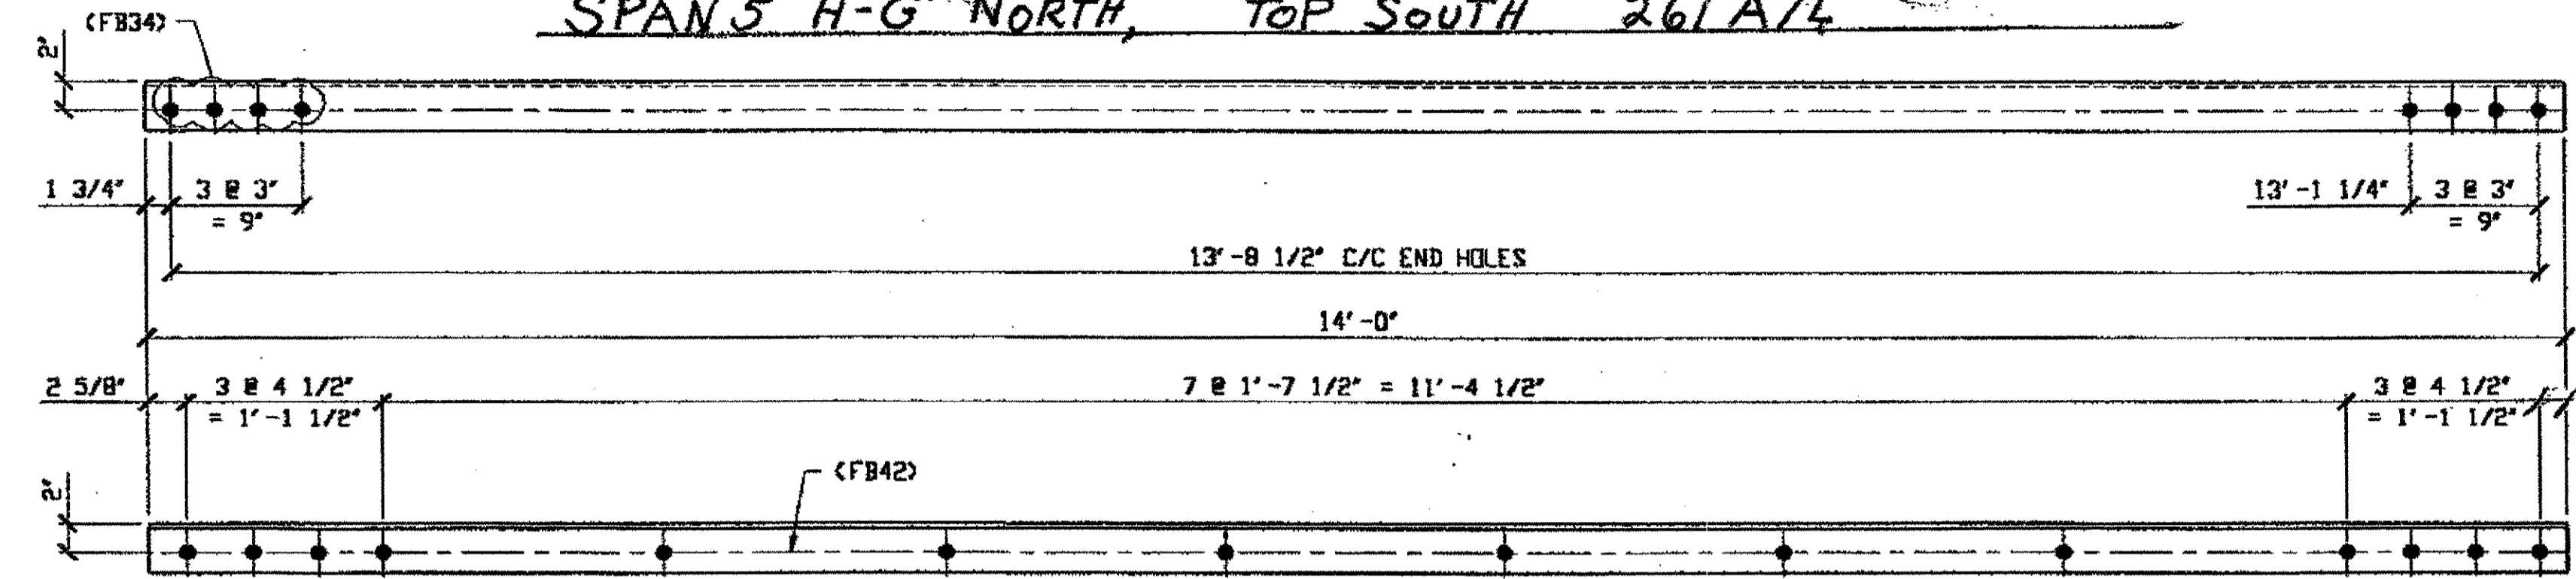 SPAN 5 H-G NORTH, TOP SOUTH 261 A/4
(FB34)
2"
1 3/4"
3 @ 3"
= 9"
13'-1 1/4"
3 @ 3"
= 9"
13'-8 1/2" C/C END HOLES
14'-0"
2 5/8"
3 @ 4 1/2"
= 1'-1 1/2"
7 @ 1'-7 1/2" = 11'-4 1/2"
3 @ 4 1/2"
= 1'-1 1/2"
(FB42)
2"